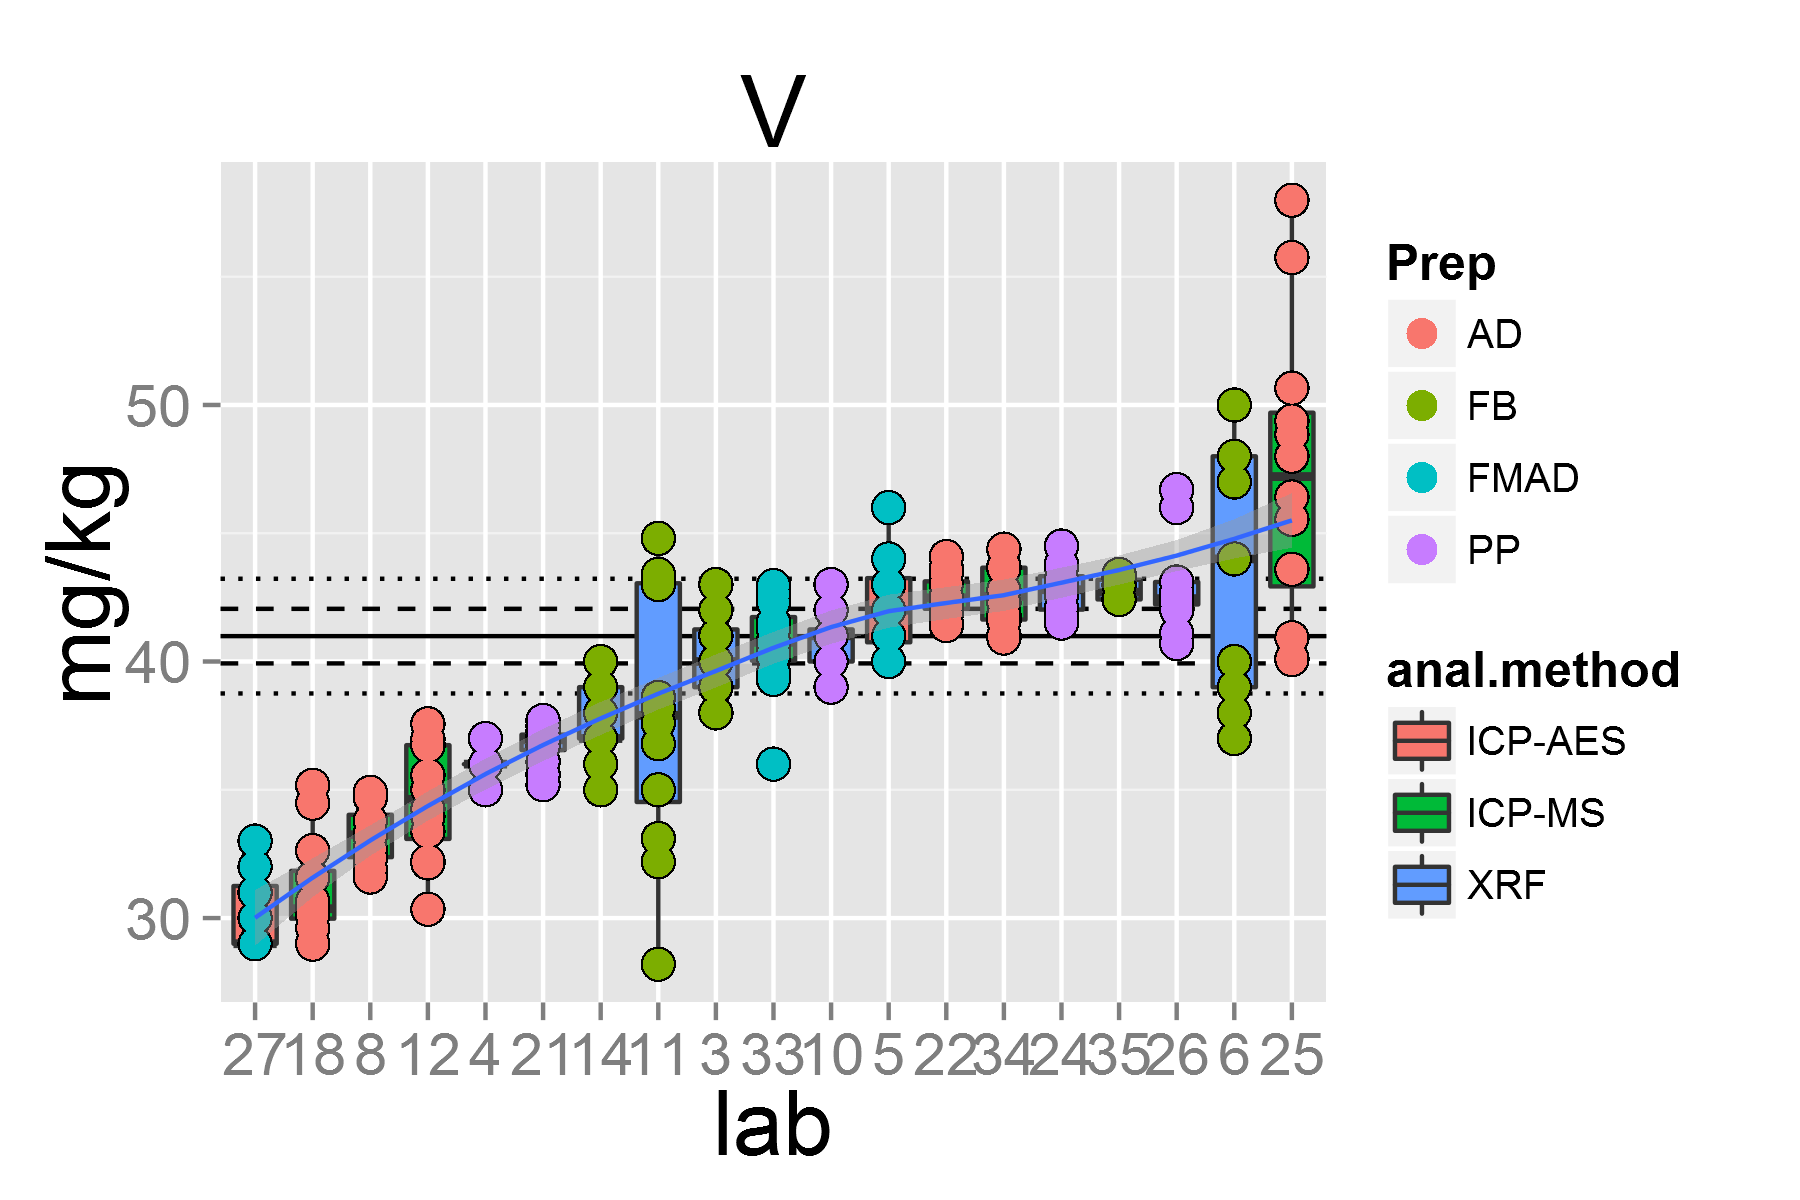 V
mg/kg
50
40
30
27 18 8 12 4 21 14 11 3 33 10 5 22 34 24 35 26 6 25
lab
Prep
AD
FB
FMAD
PP
anal.method
ICP-AES
ICP-MS
XRF